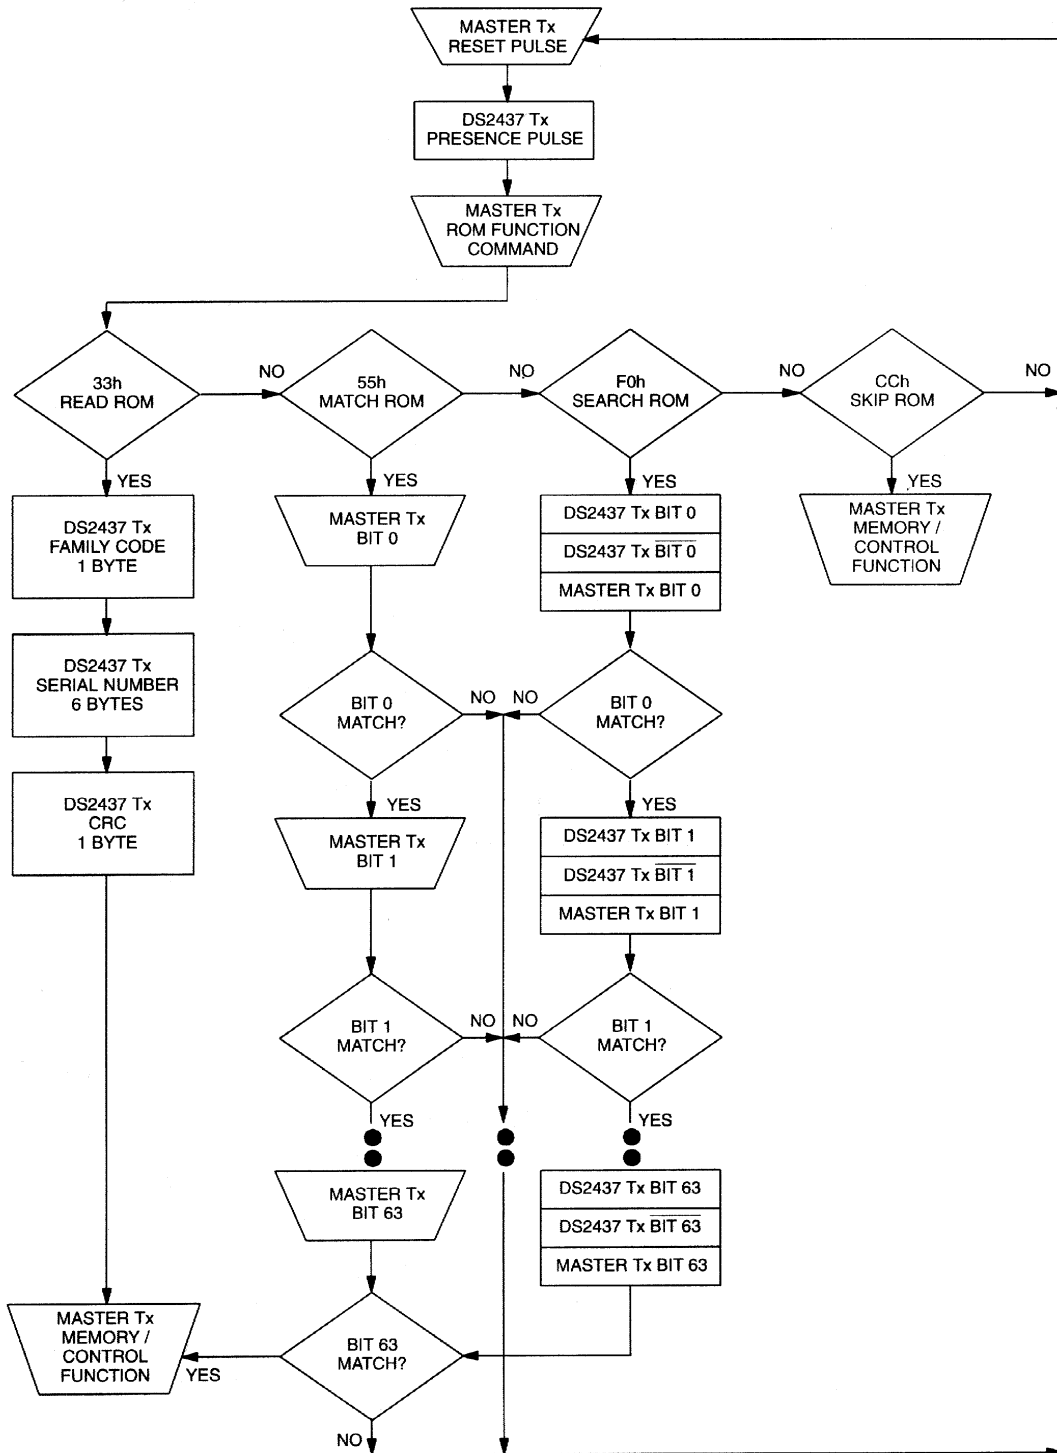 MASTER Tx
RESET PULSE
DS2437 Tx
PRESENCE PULSE
MASTER Tx
ROM FUNCTION
COMMAND
33h
READ ROM
NO
55h
MATCH ROM
NO
F0h
SEARCH ROM
NO
CCh
SKIP ROM
NO
YES
YES
YES
YES
DS2437 Tx
FAMILY CODE
1 BYTE
MASTER Tx
BIT 0
DS2437 Tx BIT 0
DS2437 Tx BIT 0
MASTER Tx BIT 0
MASTER Tx
MEMORY /
CONTROL
FUNCTION
DS2437 Tx
SERIAL NUMBER
6 BYTES
BIT 0
MATCH?
NO
NO
BIT 0
MATCH?
YES
YES
DS2437 Tx
CRC
1 BYTE
MASTER Tx
BIT 1
DS2437 Tx BIT 1
DS2437 Tx BIT 1
MASTER Tx BIT 1
BIT 1
MATCH?
NO
NO
BIT 1
MATCH?
YES
YES
MASTER Tx
BIT 63
DS2437 Tx BIT 63
DS2437 Tx BIT 63
MASTER Tx BIT 63
MASTER Tx
MEMORY /
CONTROL
FUNCTION
YES
BIT 63
MATCH?
NO